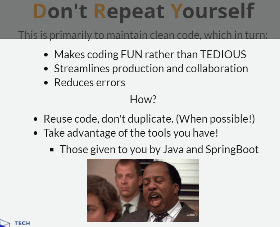 Don't Repeat Yourself
This is primarily to maintain clean code, which in turn:
• Makes coding FUN rather than TEDIOUS
• Streamlines production and collaboration
• Reduces errors
How?
• Reuse code, don't duplicate. (When possible!)
• Take advantage of the tools you have!
▪ Those given to you by Java and SpringBoot
TECH